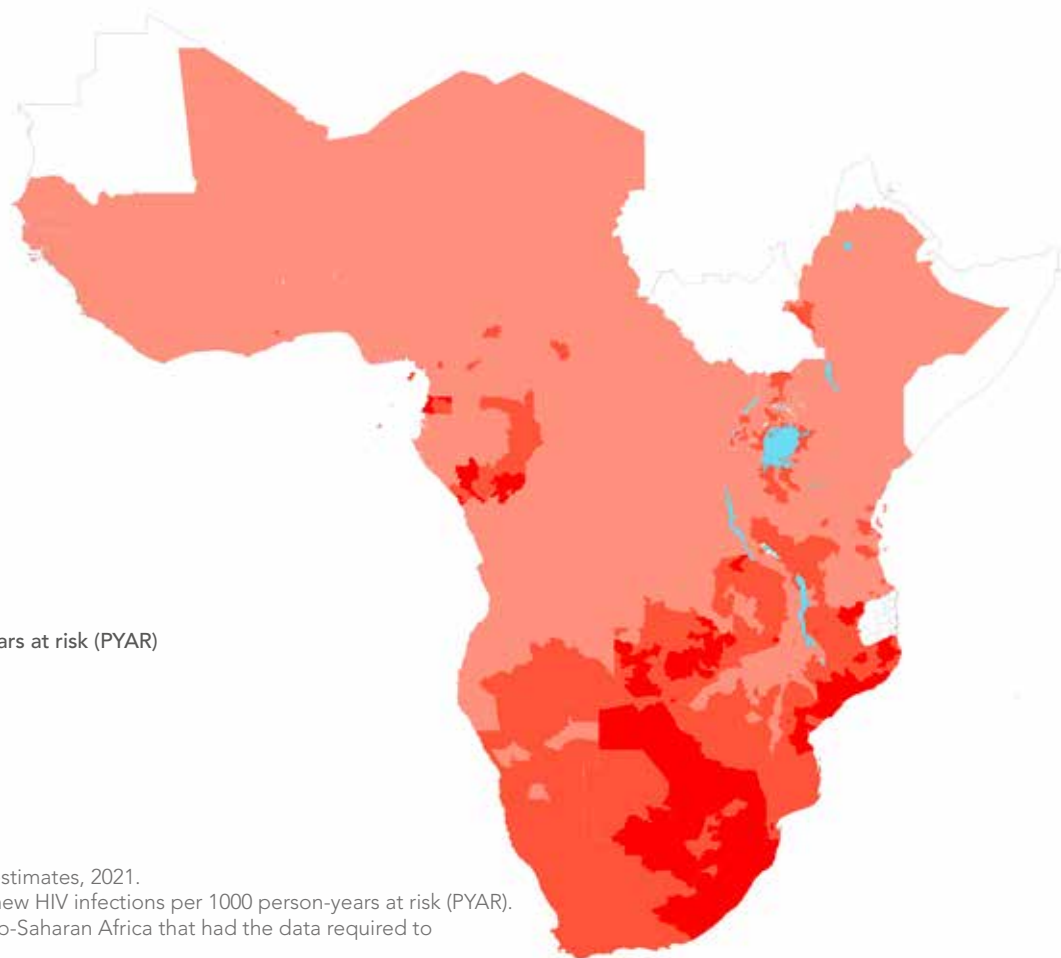 ars at risk (PYAR)
stimates, 2021.
new HIV infections per 1000 person-years at risk (PYAR).
o-Saharan Africa that had the data required to